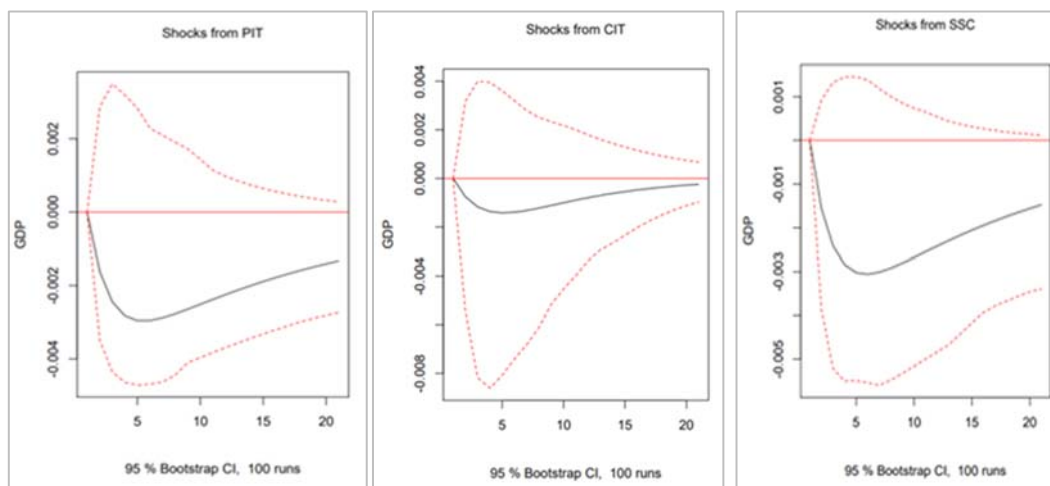 Shocks from PIT
GDP
0.002
0.000
-0.002
-0.004
5 10 15 20
95 % Bootstrap CI, 100 runs
Shocks from CIT
GDP
0.004
0.002
0.000
-0.004
-0.008
5 10 15 20
95 % Bootstrap CI, 100 runs
Shocks from SSC
GDP
0.001
-0.001
-0.003
-0.005
5 10 15 20
95 % Bootstrap CI, 100 runs